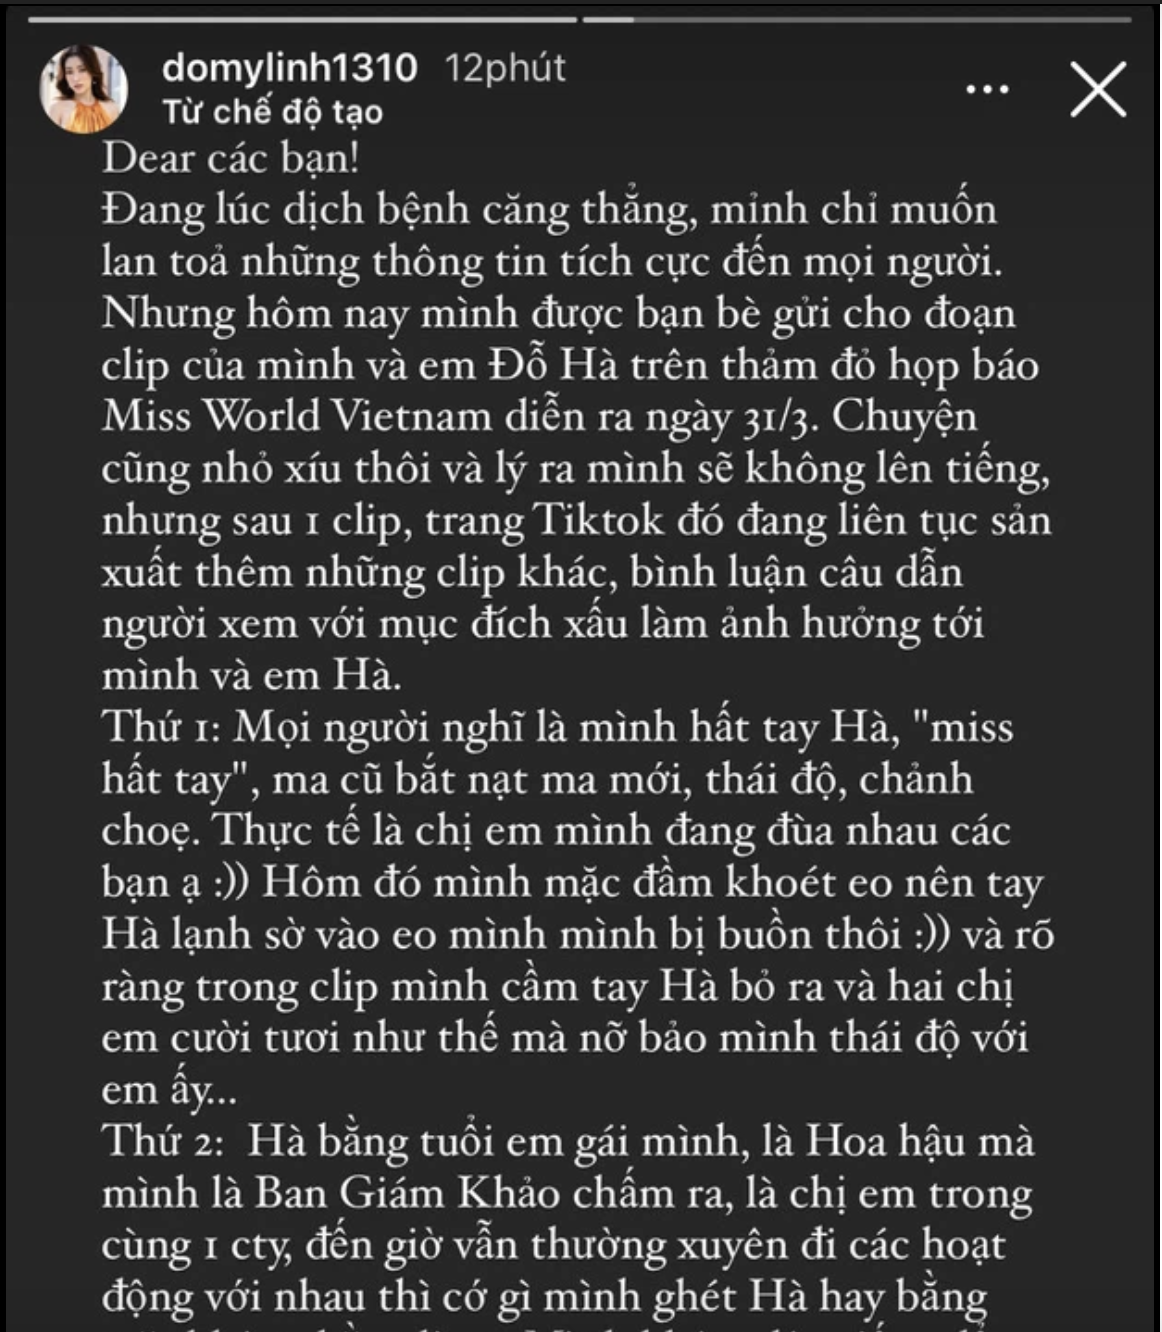 domylinh1310 12phút
Từ chế độ tạo
Dear các bạn!
Đang lúc dịch bệnh căng thẳng, mỉnh chỉ muốn
lan toả những thông tin tích cực đến mọi người.
Nhưng hôm nay mình được bạn bè gửi cho đoạn
clip của mình và em Đỗ Hà trên thảm đỏ họp báo
Miss World Vietnam diễn ra ngày 31/3. Chuyện
cũng nhỏ xíu thôi và lý ra mình sẽ không lên tiếng,
nhưng sau 1 clip, trang Tiktok đó đang liên tục sản
xuất thêm những clip khác, bình luận câu dẫn
người xem với mục đích xấu làm ảnh hưởng tới
mình và em Hà.
Thứ 1: Mọi người nghĩ là mình hất tay Hà, "miss
hất tay", ma cũ bắt nạt ma mới, thái độ, chảnh
choẹ. Thực tế là chị em mình đang đùa nhau các
bạn ạ :)) Hôm đó mình mặc đầm khoét eo nên tay
Hà lạnh sờ vào eo mình mình bị buồn thôi :)) và rõ
ràng trong clip mình cầm tay Hà bỏ ra và hai chị
em cười tươi như thế mà nỡ bảo mình thái độ với
em ấy...
Thứ 2: Hà bằng tuổi em gái mình, là Hoa hậu mà
mình là Ban Giám Khảo chấm ra, là chị em trong
cùng 1 cty, đến giờ vẫn thường xuyên đi các hoạt
động với nhau thì cớ gì mình ghét Hà hay bằng